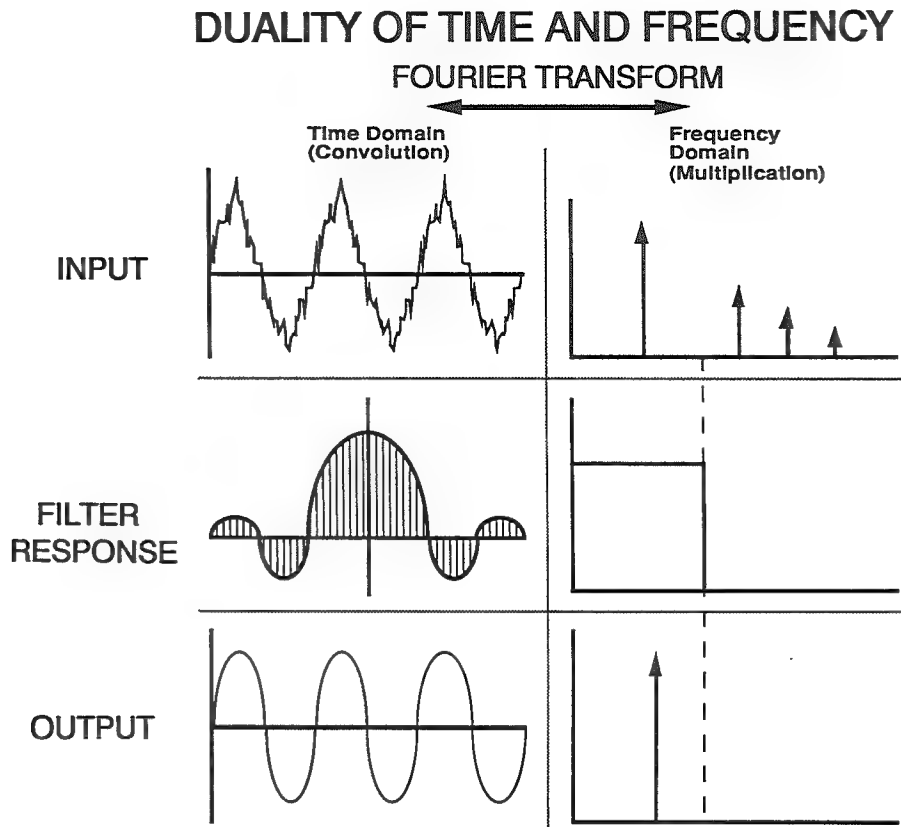 DUALITY OF TIME AND FREQUENCY
FOURIER TRANSFORM
Time Domain
(Convolution)
Frequency
Domain
(Multiplication)
INPUT
FILTER
RESPONSE
OUTPUT